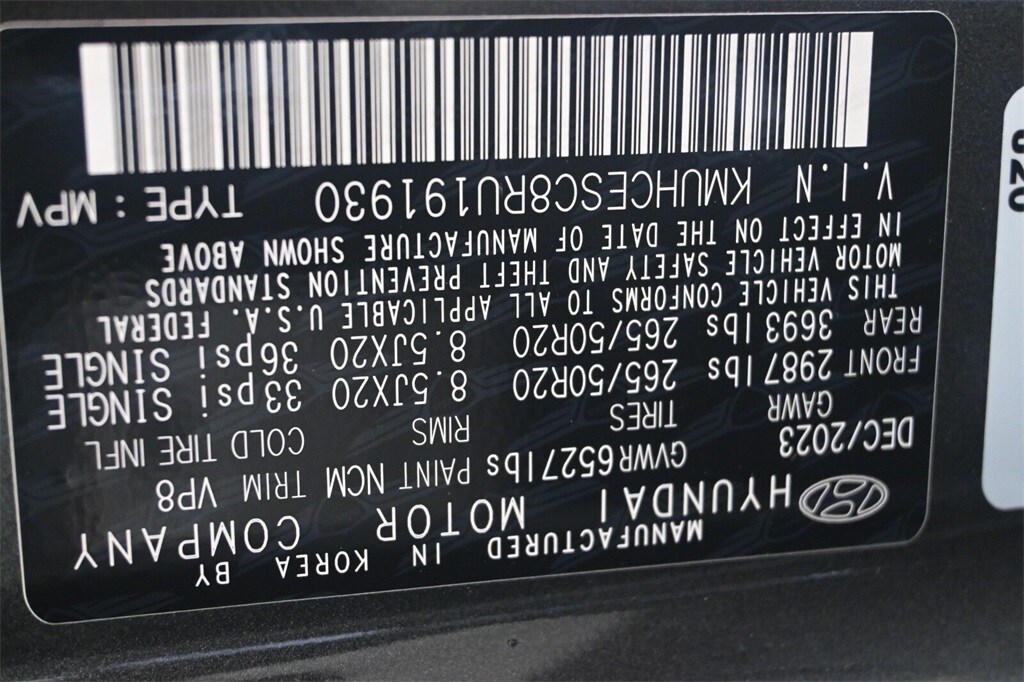 MANUFACTURED IN KOREA BY
HYUNDAI MOTOR COMPANY
DEC/2023 GVWR6527lbs PAINT NCM TRIM VP8
GAWR TIRES RIMS COLD TIRE INFL
FRONT 2987lbs 265/50R20 8.5JX20 33psi SINGLE
REAR 3693lbs 265/50R20 8.5JX20 36psi SINGLE
THIS VEHICLE CONFORMS TO ALL APPLICABLE U.S.A. FEDERAL
MOTOR VEHICLE SAFETY AND THEFT PREVENTION STANDARDS
IN EFFECT ON THE DATE OF MANUFACTURE SHOWN ABOVE
V.I.N KMUHCESC8RU191930 TYPE : MPV